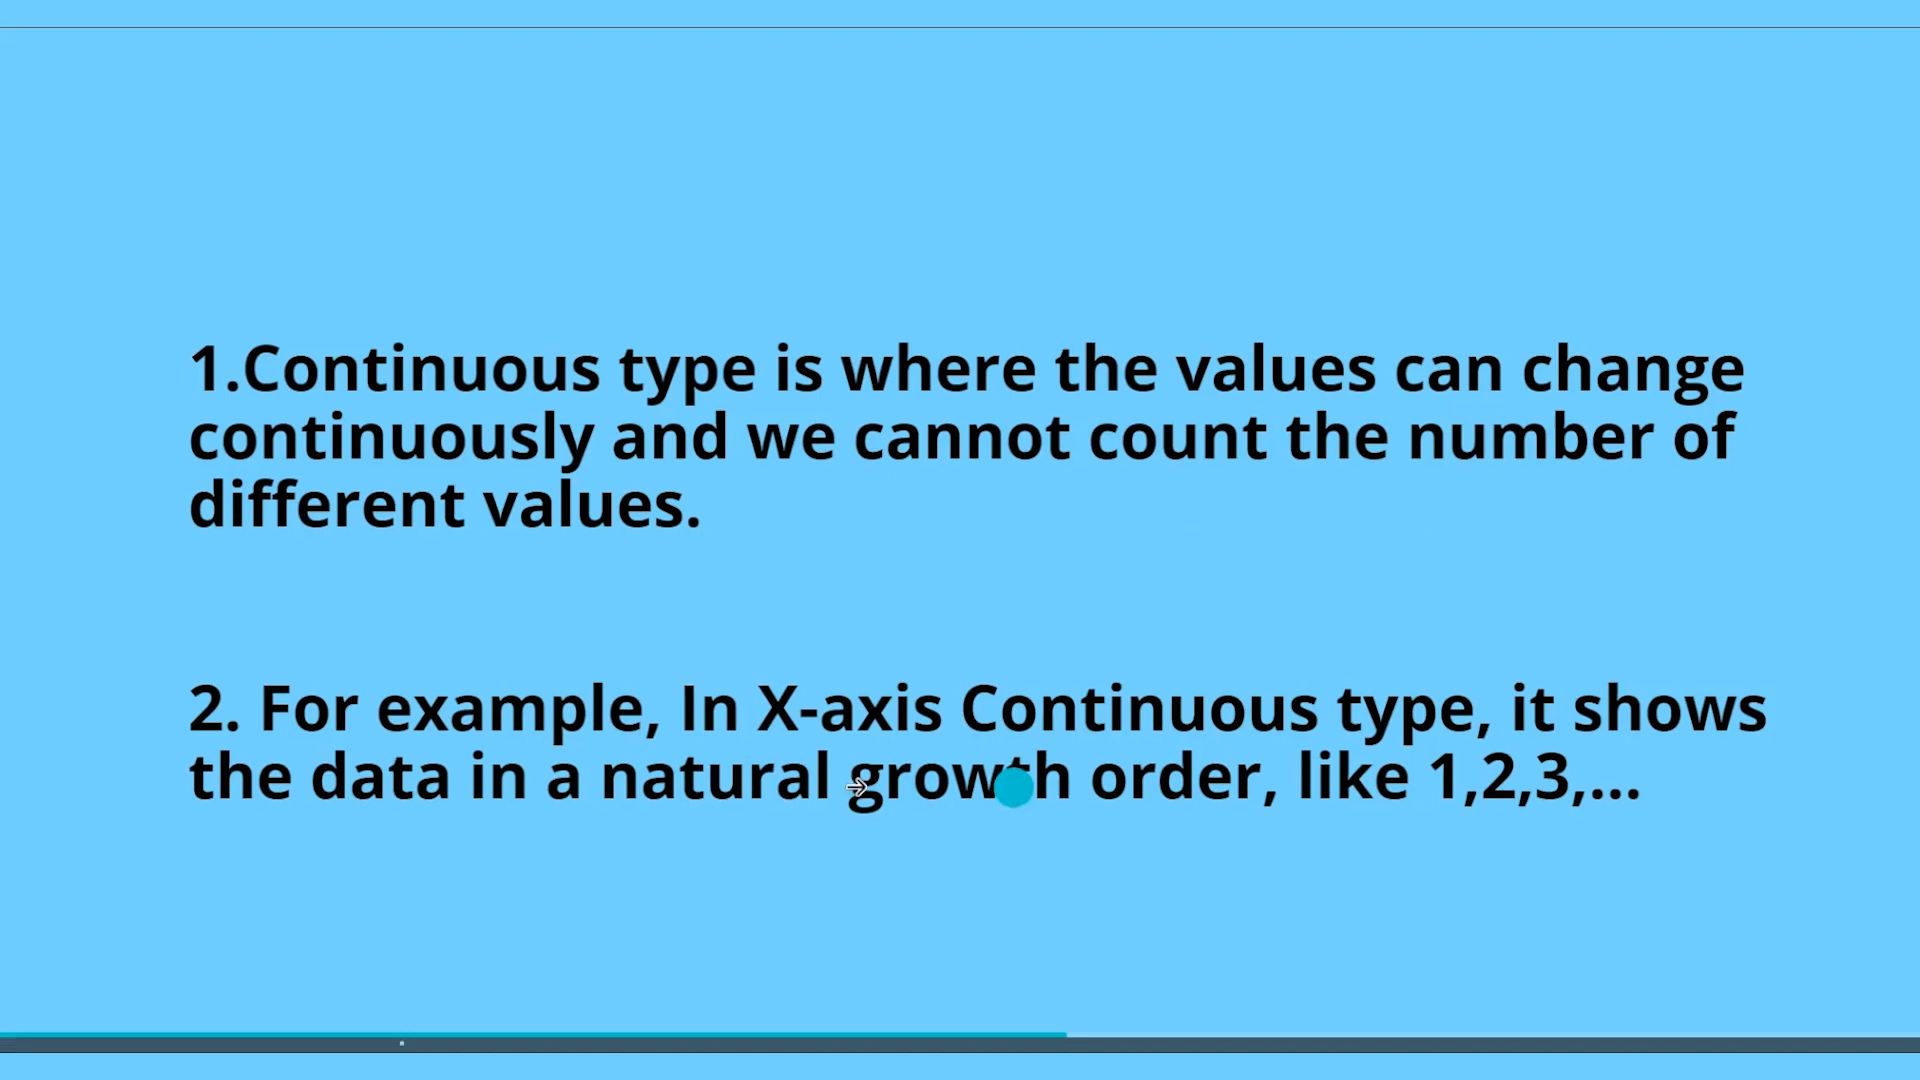 1.Continuous type is where the values can change
continuously and we cannot count the number of
different values.
2. For example, In X-axis Continuous type, it shows
the data in a natural growth order, like 1,2,3,...